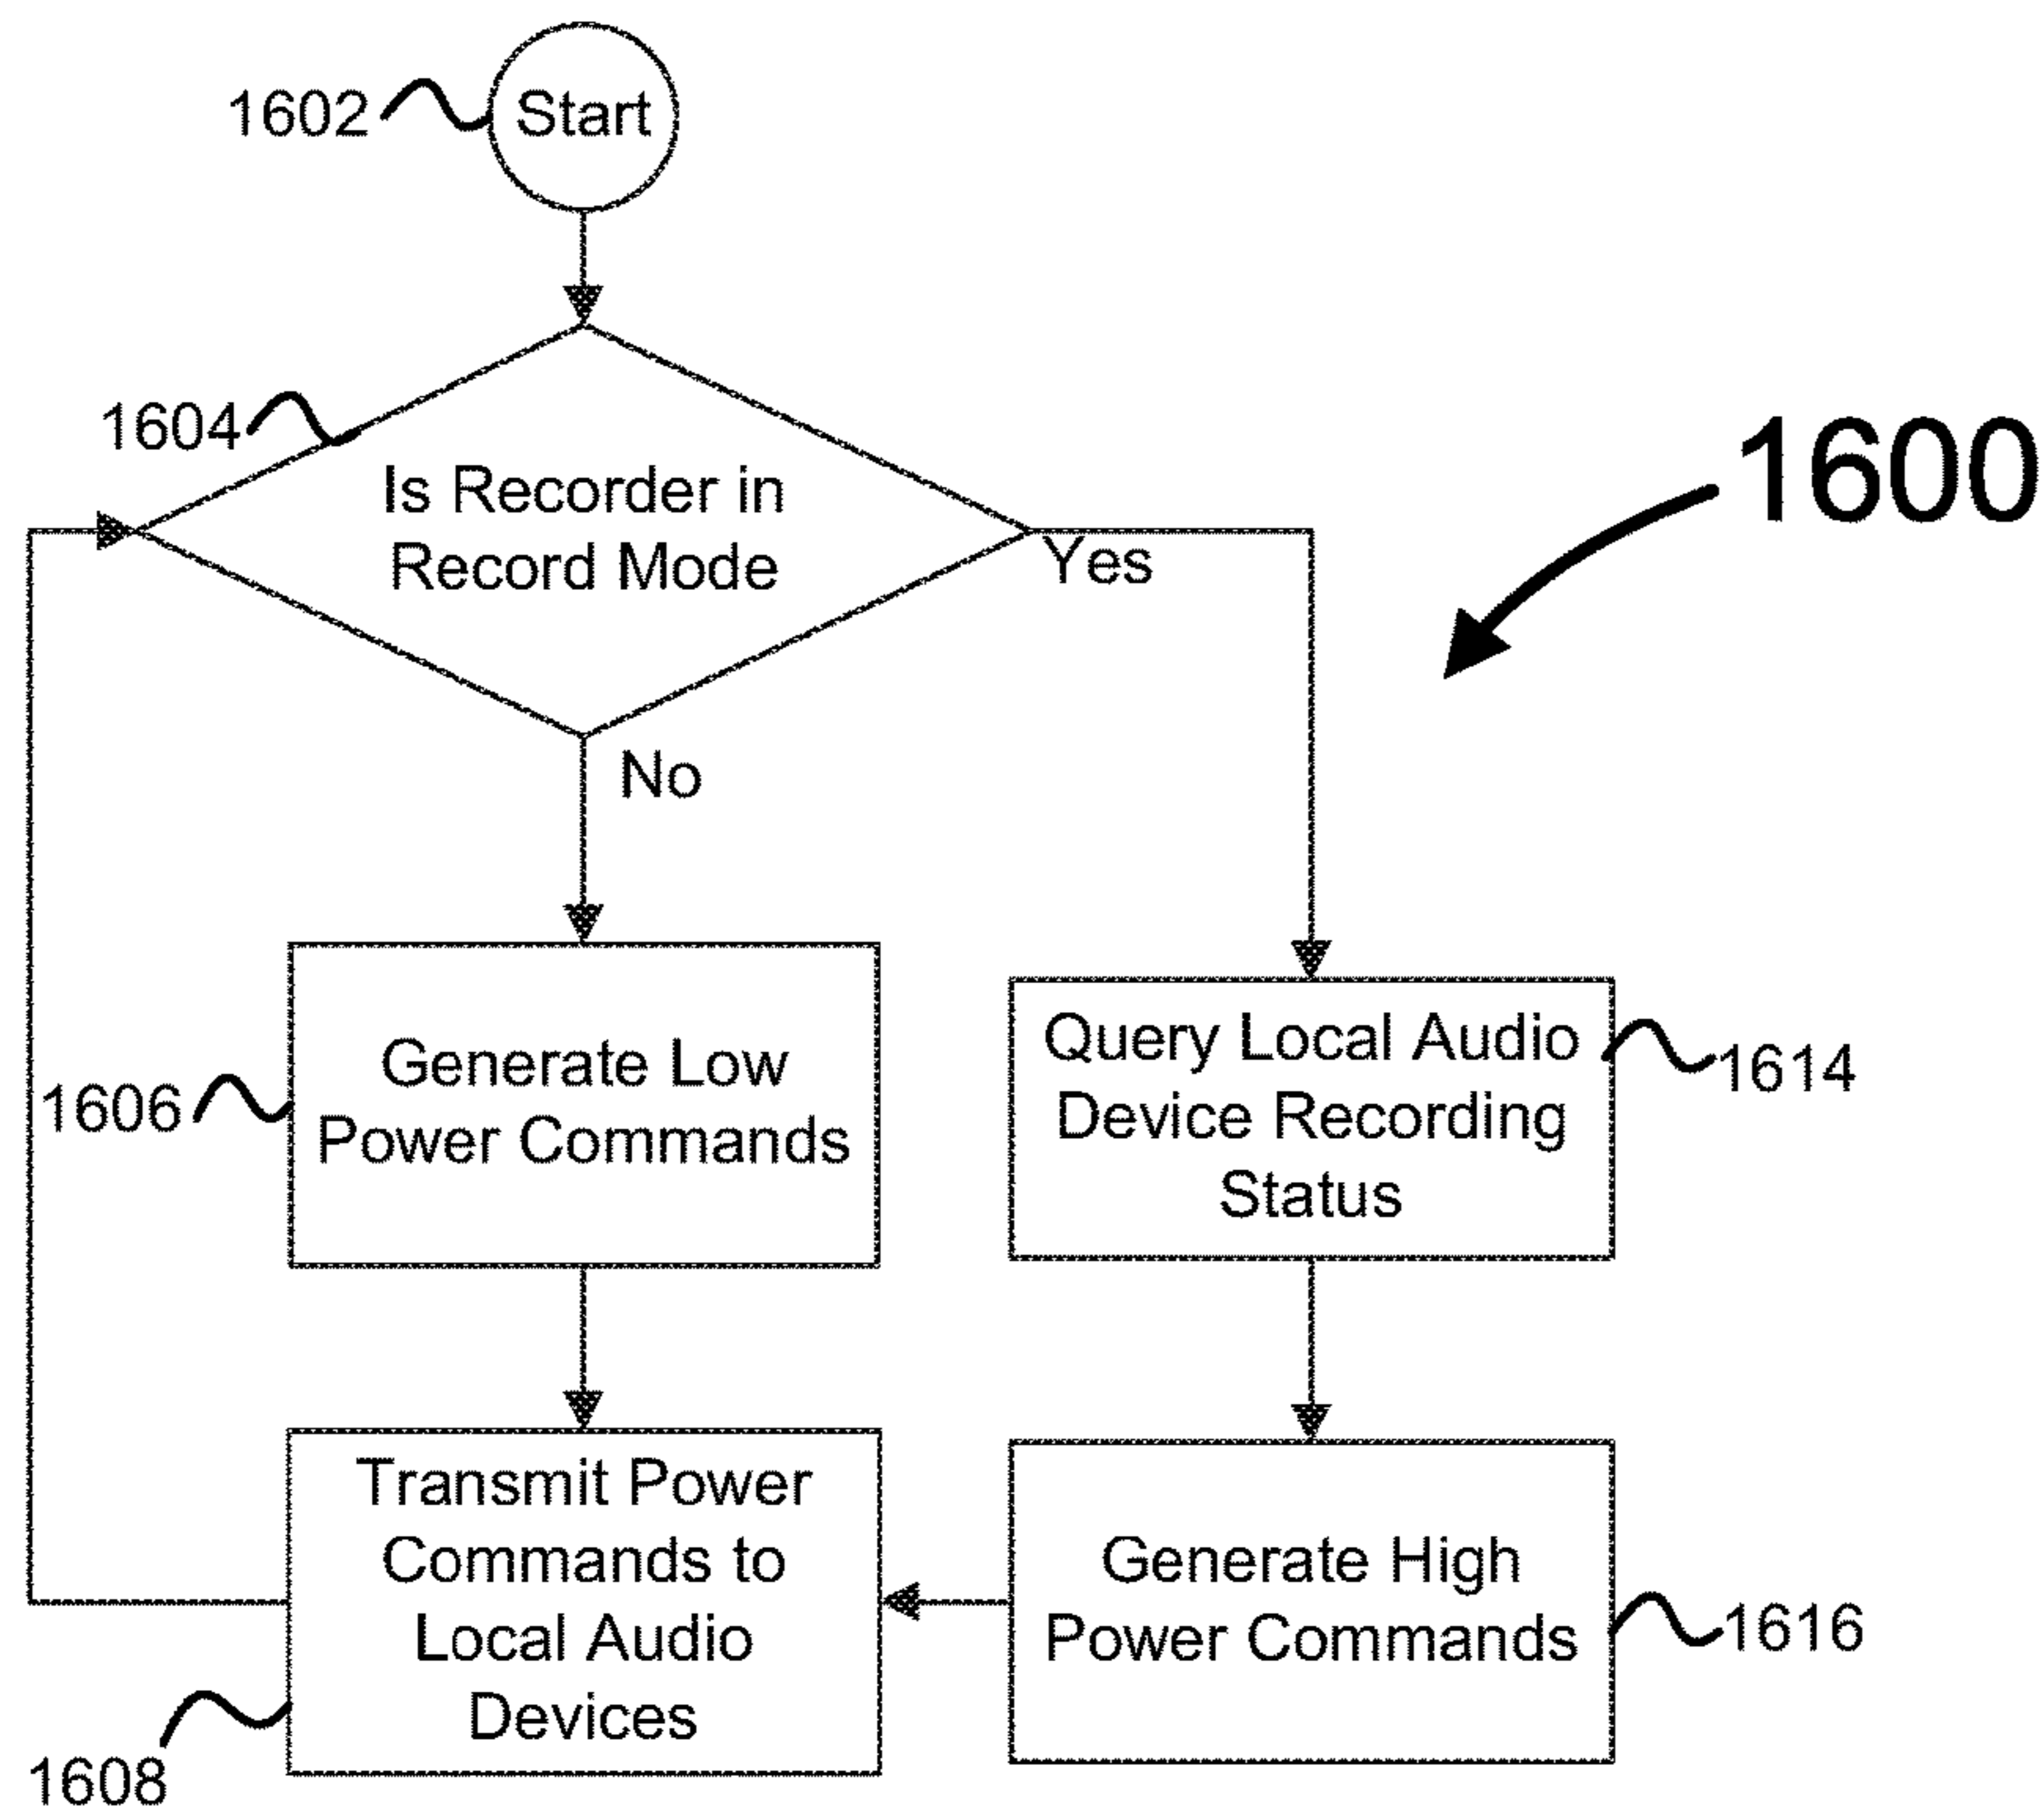 1602
Start
1604
Is Recorder in
Record Mode
Yes
1600
No
Generate Low
Power Commands
1606
Query Local Audio
Device Recording
Status
1614
Transmit Power
Commands to
Local Audio
Devices
1608
Generate High
Power Commands
1616